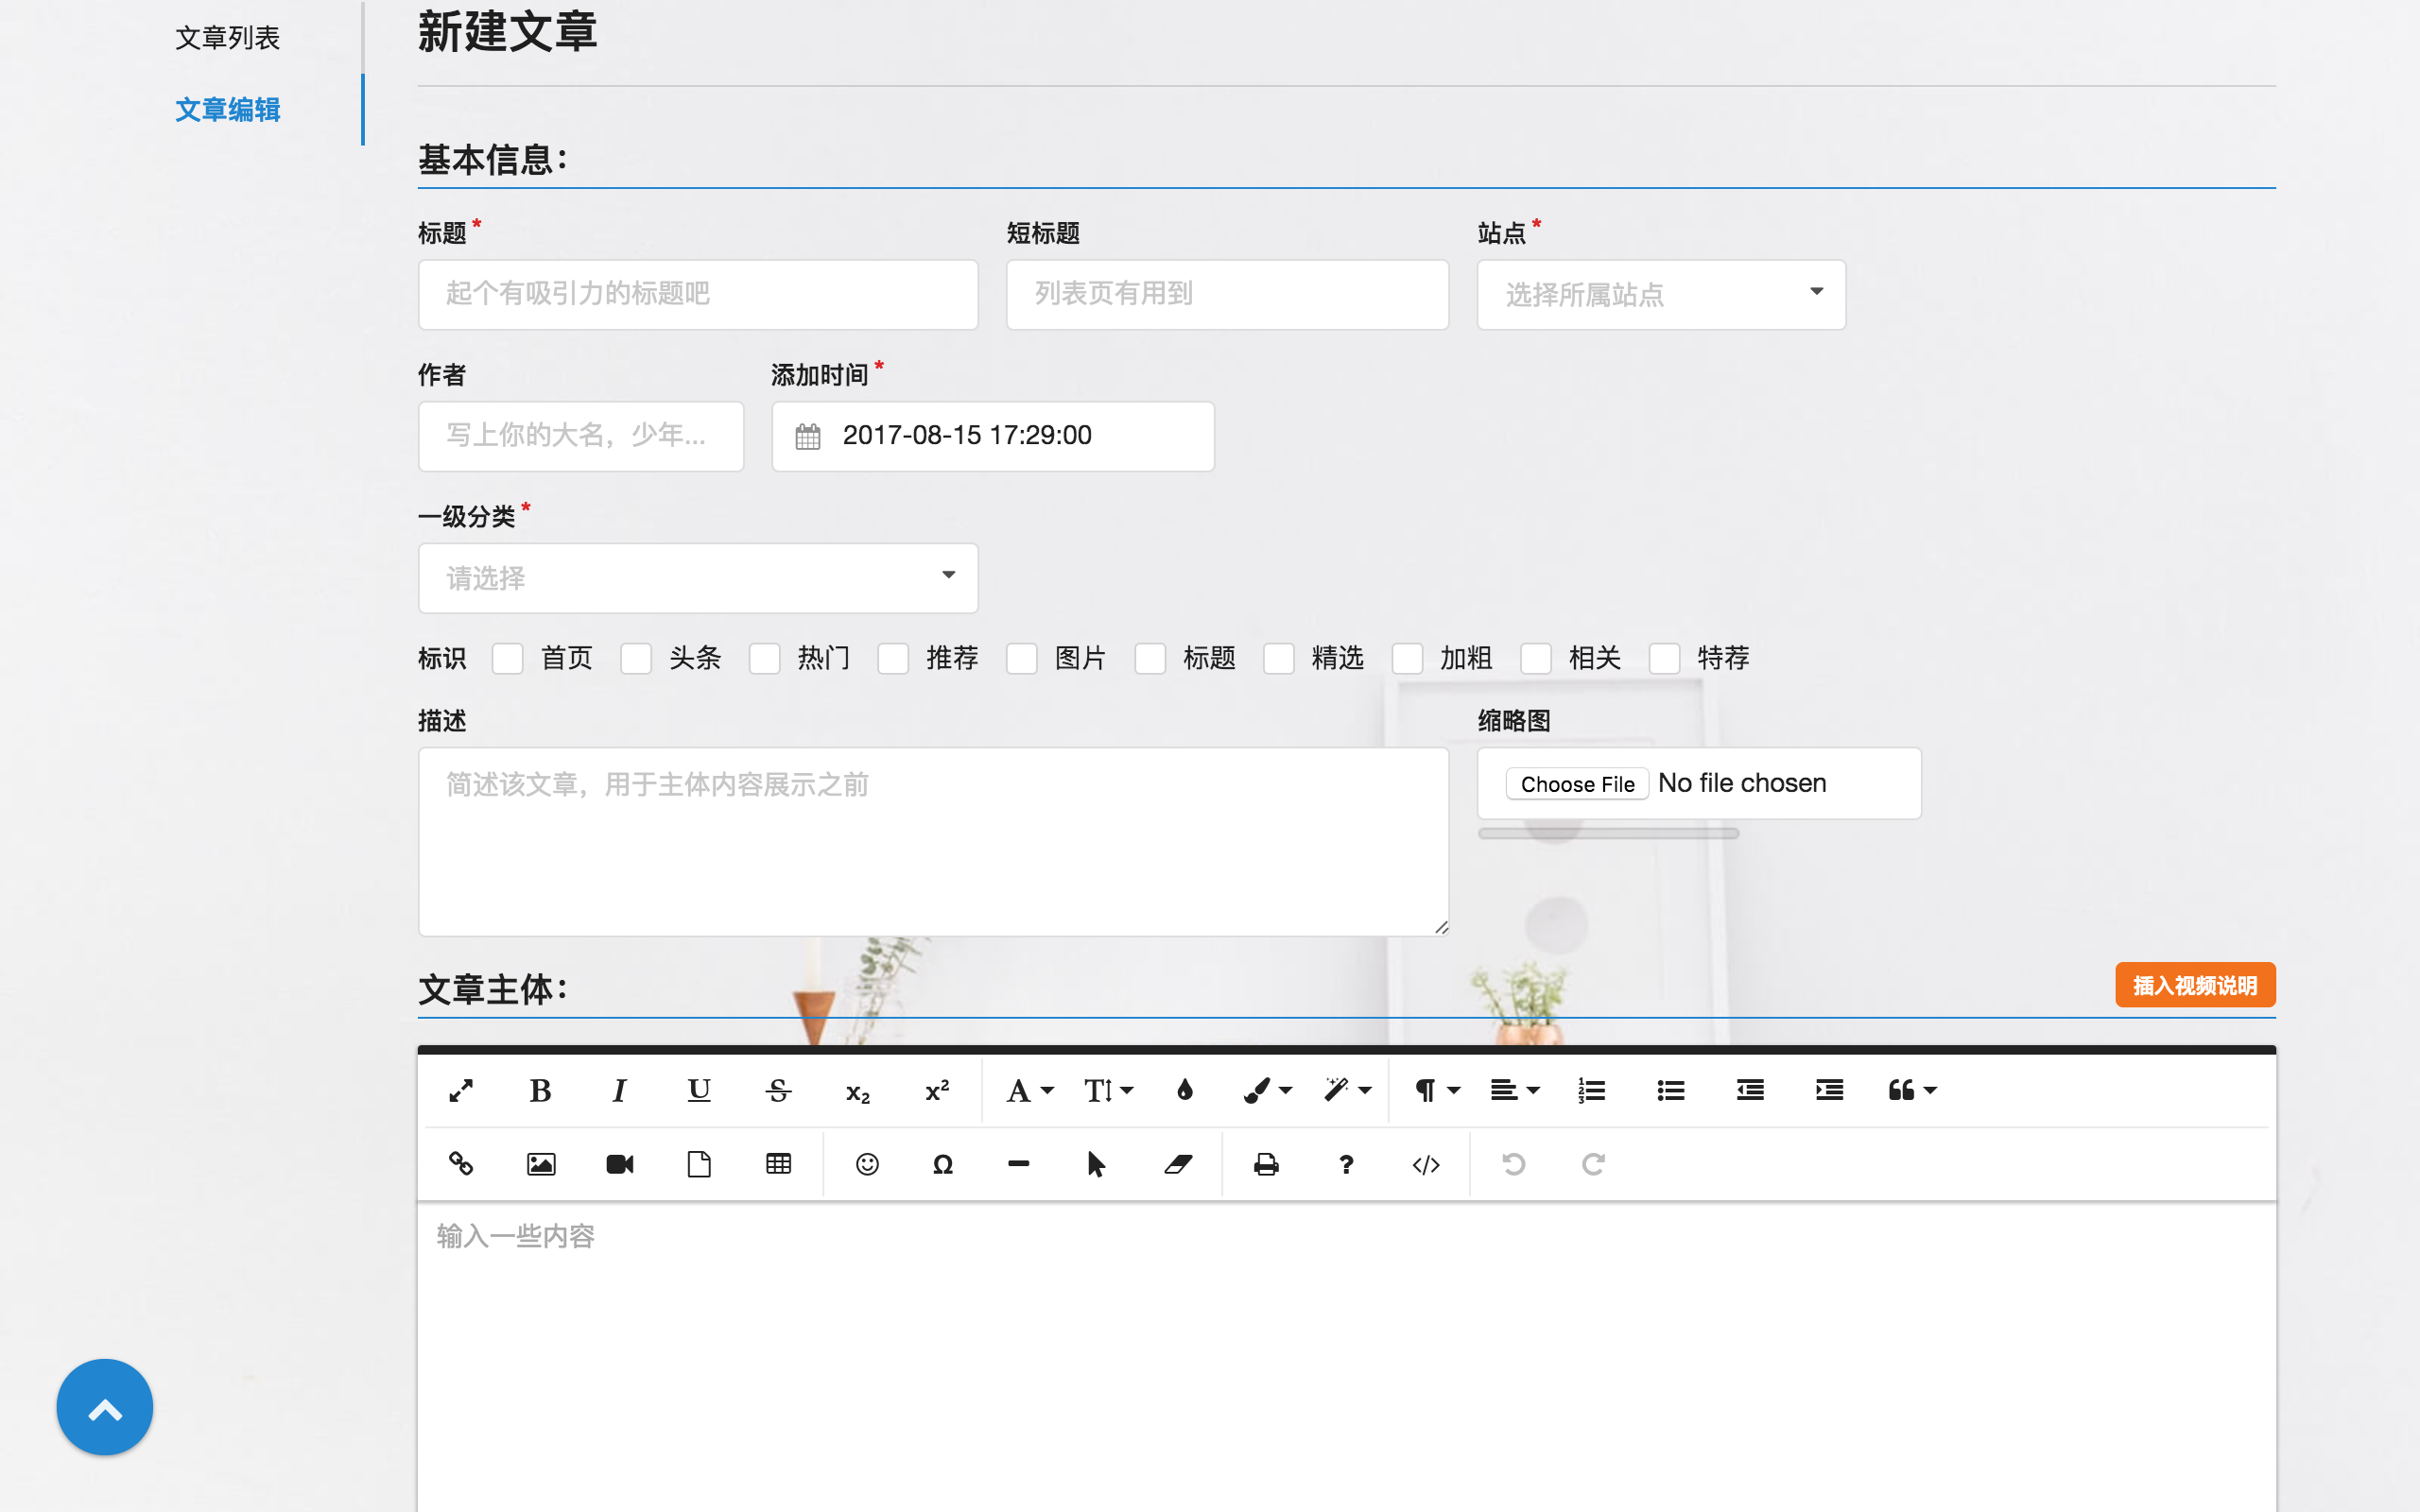 文章列表
文章编辑
新建文章
基本信息：
标题 *
短标题
站点 *
起个有吸引力的标题吧
列表页有用到
选择所属站点
作者
添加时间 *
写上你的大名，少年...
2017-08-15 17:29:00
一级分类 *
请选择
标识 首页 头条 热门 推荐 图片 标题 精选 加粗 相关 特荐
描述
缩略图
简述该文章，用于主体内容展示之前
Choose File No file chosen
文章主体：
插入视频说明
输入一些内容